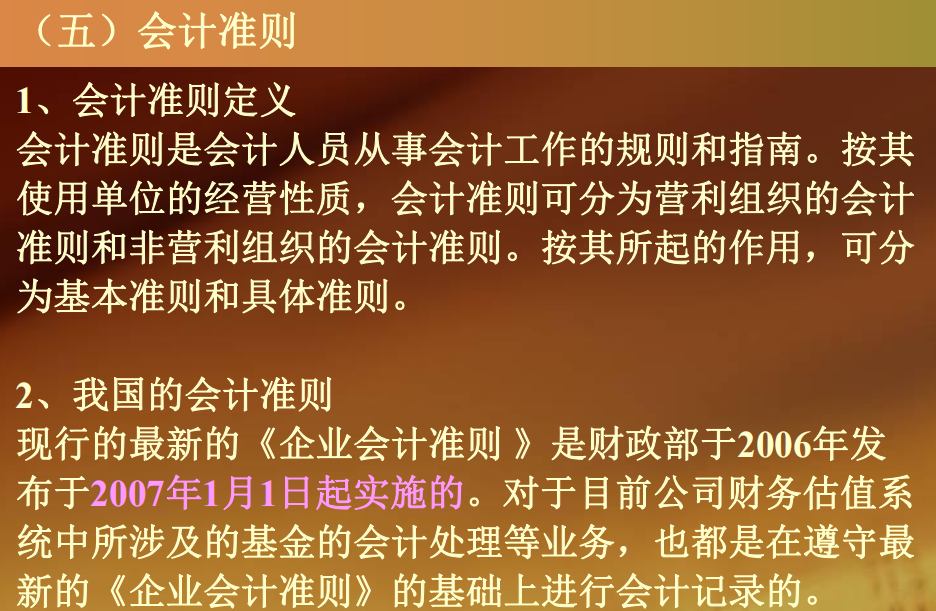 （五）会计准则
1、会计准则定义
会计准则是会计人员从事会计工作的规则和指南。按其
使用单位的经营性质，会计准则可分为营利组织的会计
准则和非营利组织的会计准则。按其所起的作用，可分
为基本准则和具体准则。
2、我国的会计准则
现行的最新的《企业会计准则 》是财政部于2006年发
布于2007年1月1日起实施的。对于目前公司财务估值系
统中所涉及的基金的会计处理等业务，也都是在遵守最
新的《企业会计准则》的基础上进行会计记录的。